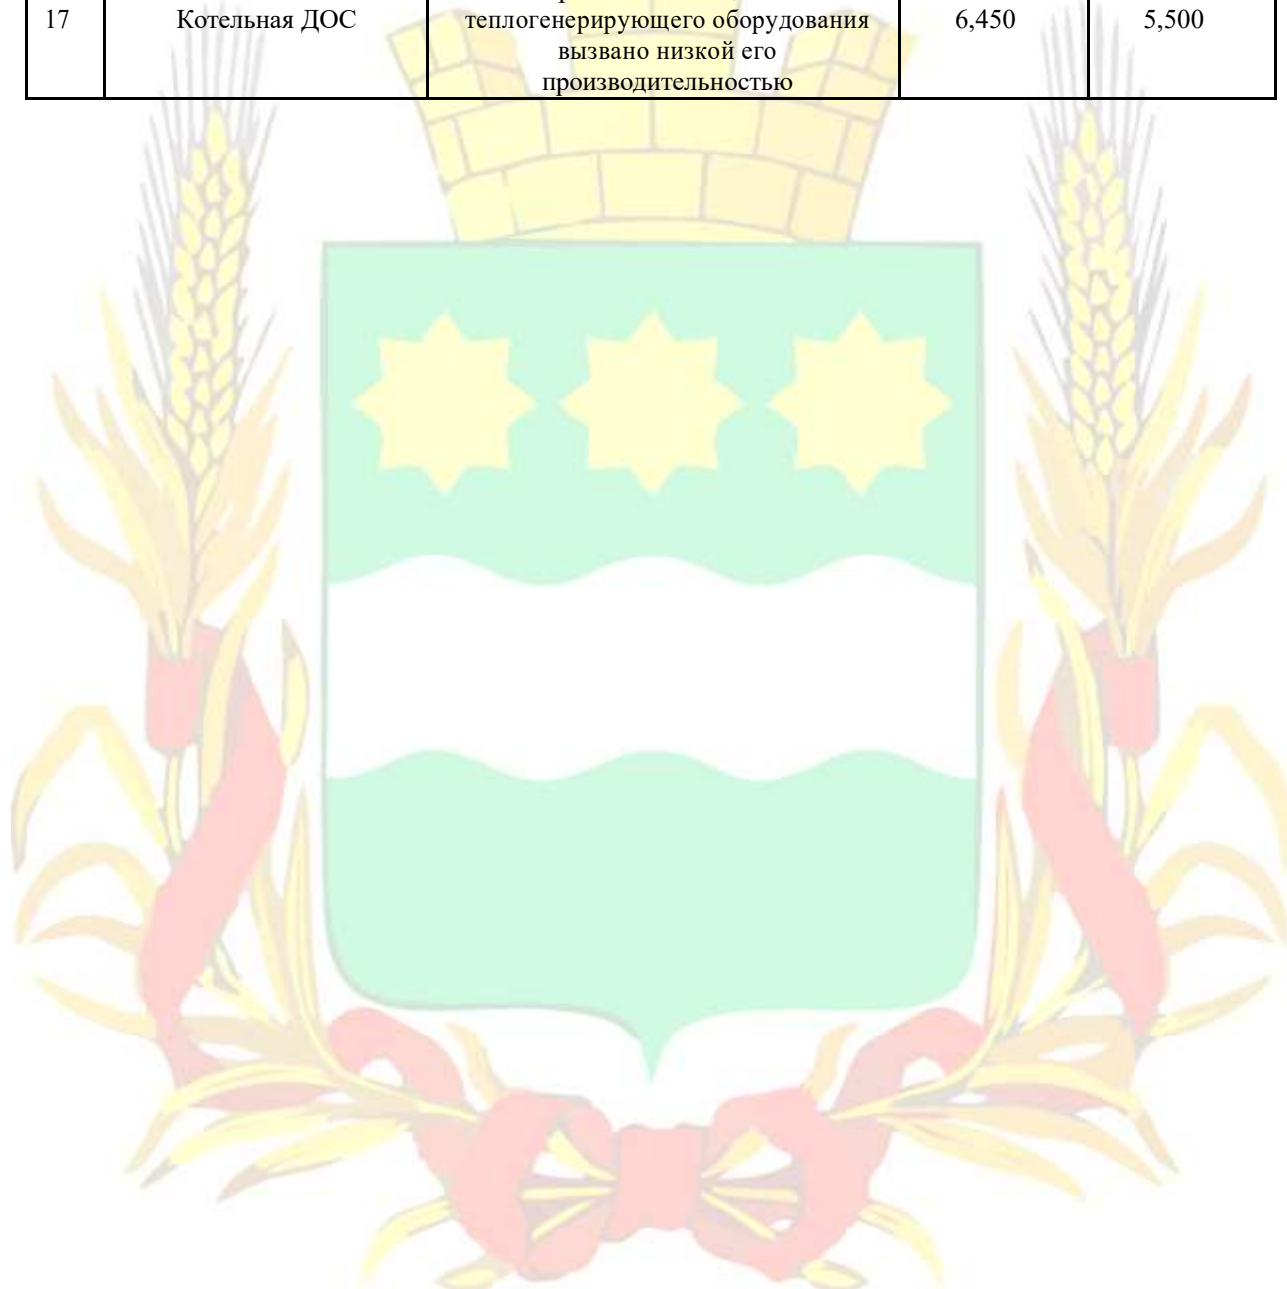 17 Котельная ДОС теплогенерирующего оборудования 6,450 5,500
вызвано низкой его
производительностью